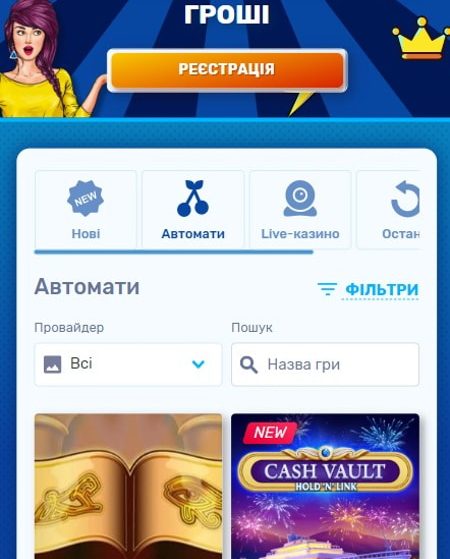 ГРОШІ
РЕЄСТРАЦІЯ
NEW
Нові
Автомати
Live-казино
Остан
Автомати
ФІЛЬТРИ
Провайдер
Пошук
Всі
Назва гри
NEW
CASH VAULT
HOLD 'N' LINK